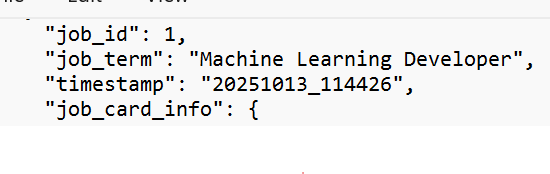 "job_id": 1,
"job_term": "Machine Learning Developer",
"timestamp": "20251013_114426",
"job_card_info": {